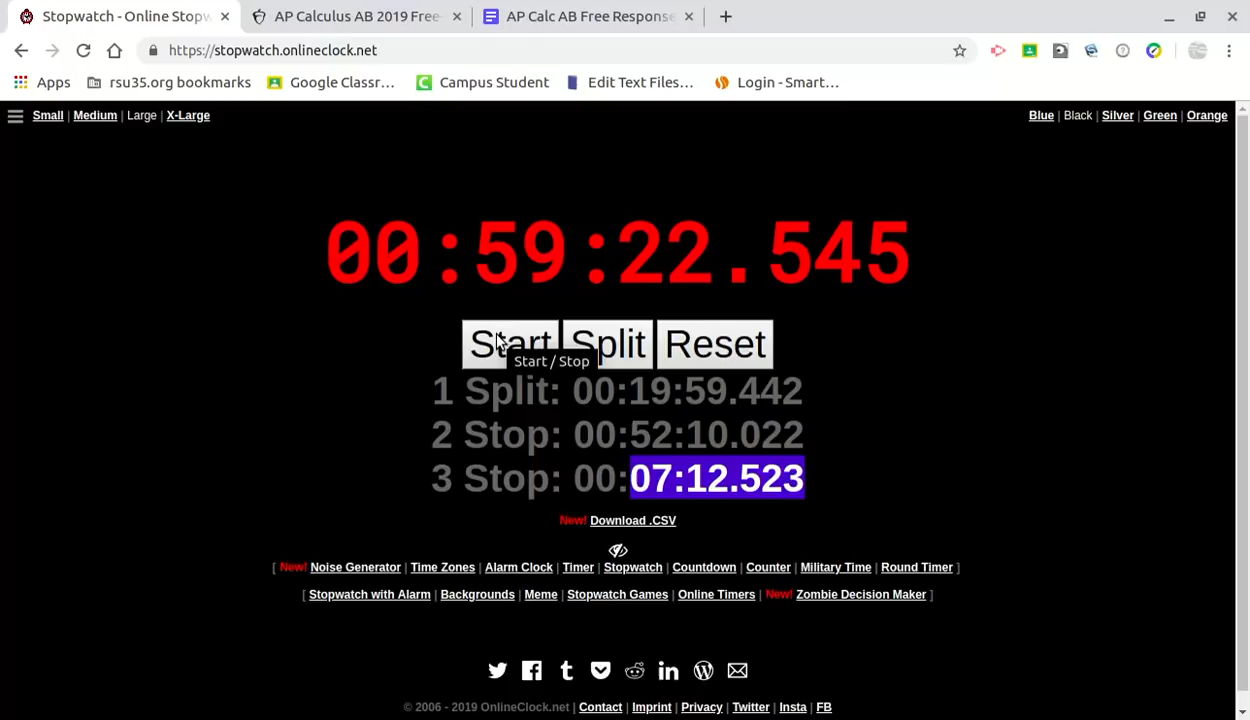 Stopwatch - Online Stopw
AP Calculus AB 2019 Free-
AP Calc AB Free Response
https://stopwatch.onlineclock.net
Apps
rsu35.org bookmarks
Google Classr...
Campus Student
Edit Text Files...
Login - Smart...
Small | Medium | Large | X-Large
Blue | Black | Silver | Green | Orange
00:59:22.545
Start Split Reset
Start / Stop
1 Split: 00:19:59.442
2 Stop: 00:52:10.022
3 Stop: 00:07:12.523
New! Download .CSV
[ New! Noise Generator | Time Zones | Alarm Clock | Timer | Stopwatch | Countdown | Counter | Military Time | Round Timer ]
[ Stopwatch with Alarm | Backgrounds | Meme | Stopwatch Games | Online Timers | New! Zombie Decision Maker ]
© 2006 - 2019 OnlineClock.net | Contact | Imprint | Privacy | Twitter | Insta | FB